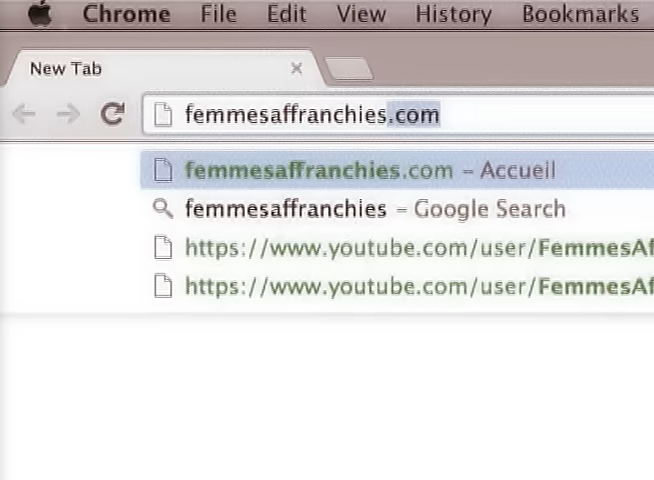 Chrome File Edit View History Bookmarks
New Tab
femmesaffranchies.com
femmesaffranchies.com – Accueil
femmesaffranchies – Google Search
https://www.youtube.com/user/FemmesAf
https://www.youtube.com/user/FemmesAf